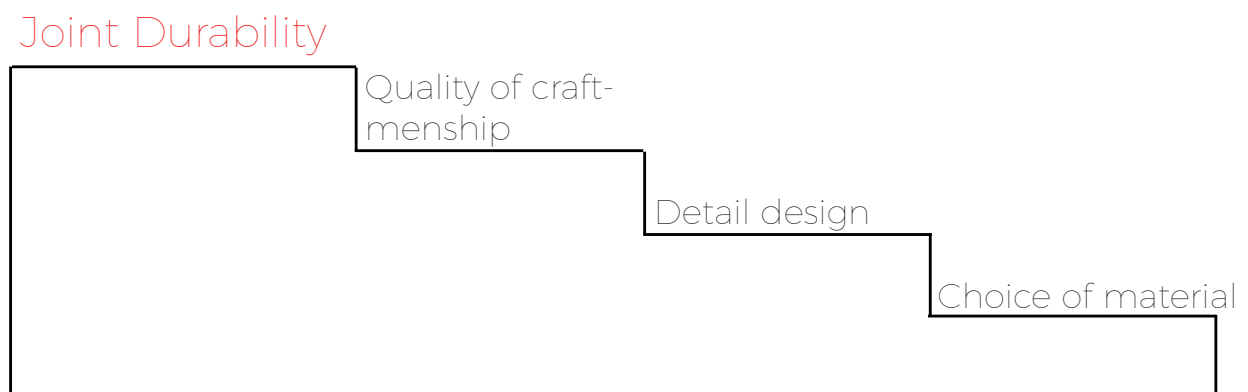 Joint Durability
Quality of craft-
menship
Detail design
Choice of material